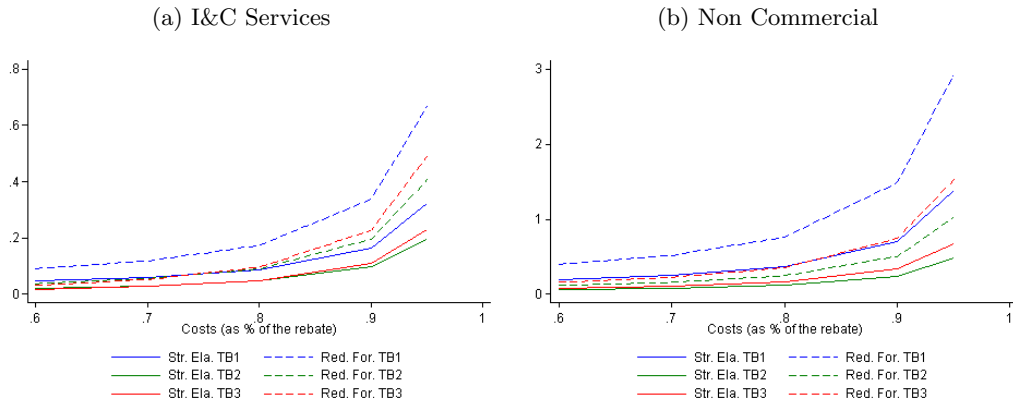 (a) I&C Services
.8
.6
.4
.2
0
.6 .7 .8 .9 1
Costs (as % of the rebate)
Str. Ela. TB1 Red. For. TB1
Str. Ela. TB2 Red. For. TB2
Str. Ela. TB3 Red. For. TB3
(b) Non Commercial
3
2
1
0
.6 .7 .8 .9 1
Costs (as % of the rebate)
Str. Ela. TB1 Red. For. TB1
Str. Ela. TB2 Red. For. TB2
Str. Ela. TB3 Red. For. TB3